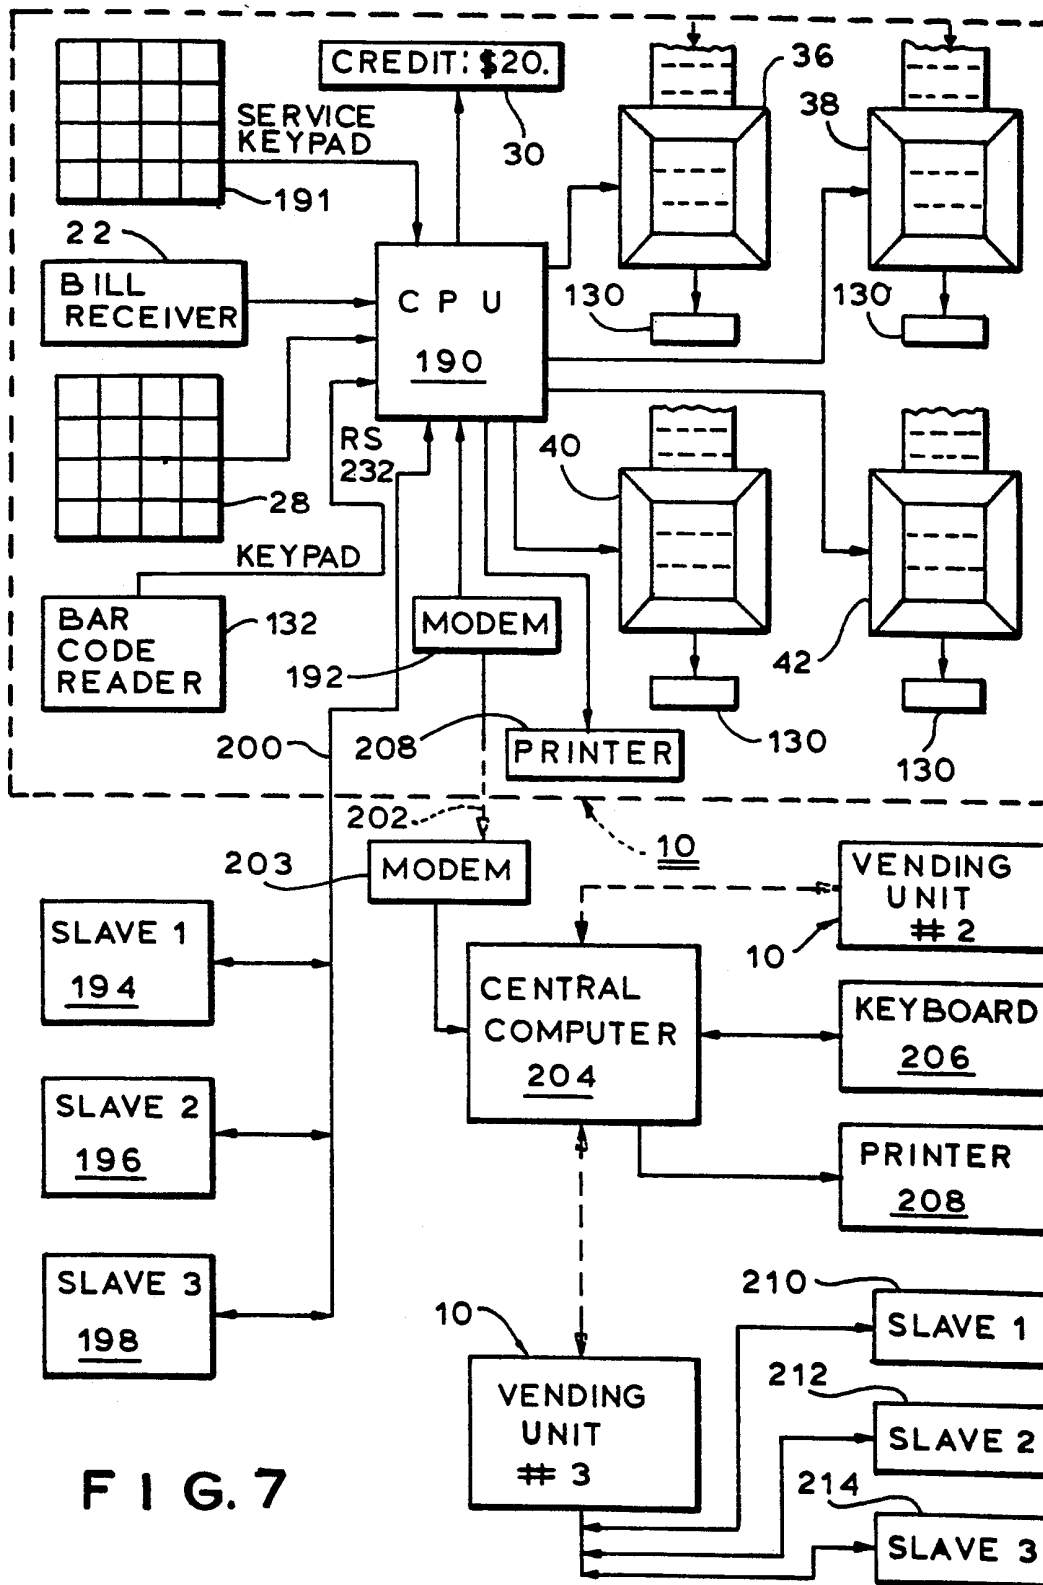 CREDIT: $20.
30
SERVICE
KEYPAD
191
36
38
22
BILL
RECEIVER
CPU
190
130
130
28
RS
232
KEYPAD
40
42
BAR
CODE
READER
132
MODEM
192
208
PRINTER
130
130
200
202
10
203
MODEM
VENDING
UNIT
# 2
10
SLAVE 1
194
CENTRAL
COMPUTER
204
KEYBOARD
206
SLAVE 2
196
PRINTER
208
SLAVE 3
198
10
VENDING
UNIT
# 3
210
SLAVE 1
212
SLAVE 2
214
SLAVE 3
FIG. 7